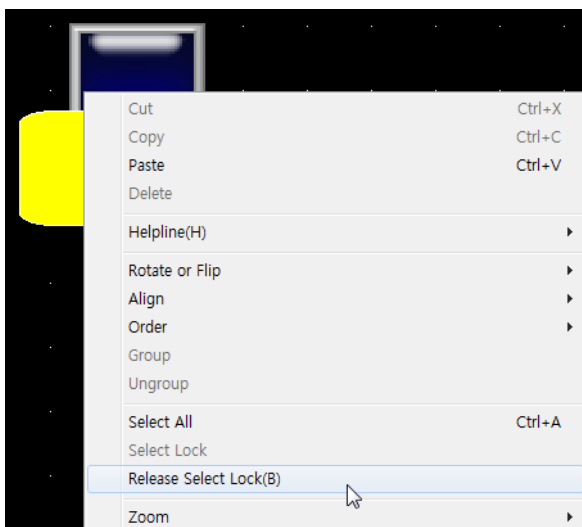 Cut Ctrl+X
Copy Ctrl+C
Paste Ctrl+V
Delete
Helpline(H)
Rotate or Flip
Align
Order
Group
Ungroup
Select All Ctrl+A
Select Lock
Release Select Lock(B)
Zoom